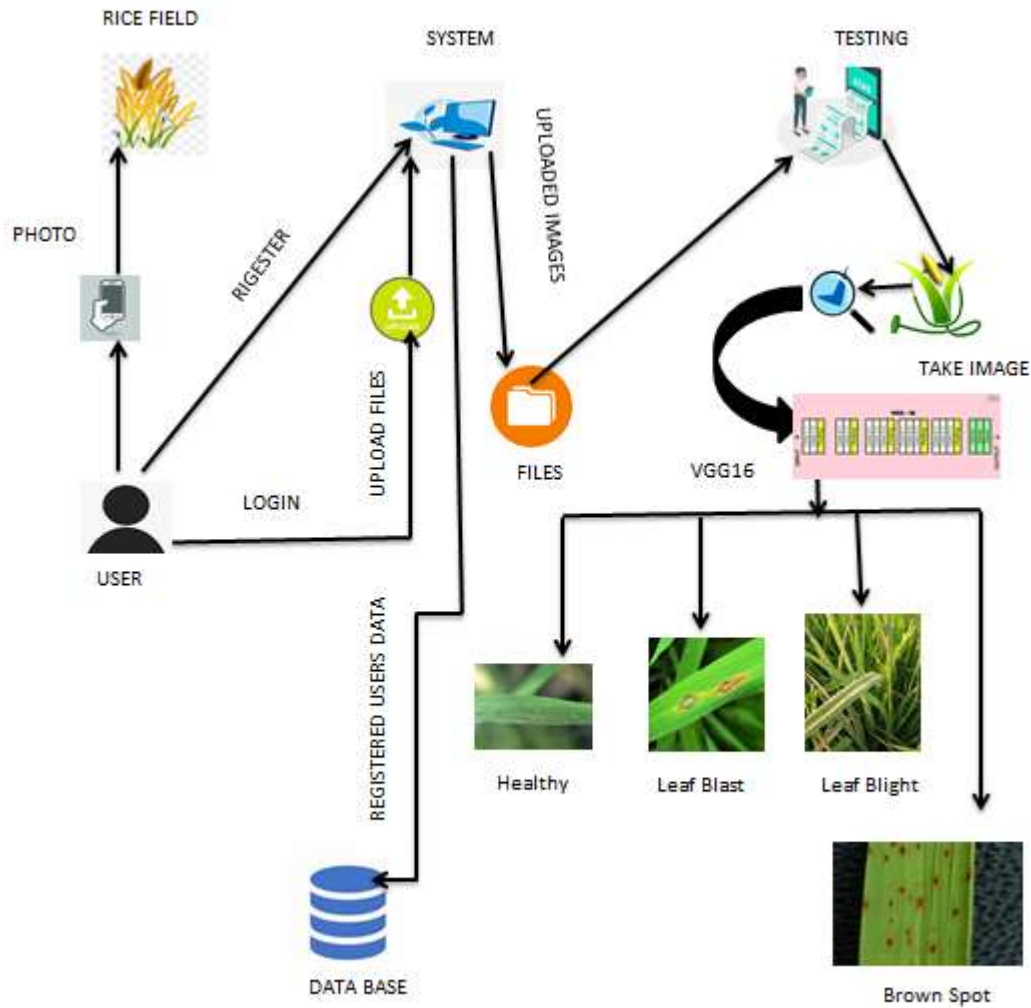 RICE FIELD
SYSTEM
TESTING
UPLOADED IMAGES
PHOTO
RIGESTER
TAKE IMAGE
UPLOAD FILES
FILES
VGG16
LOGIN
USER
REGISTERED USERS DATA
Healthy
Leaf Blast
Leaf Blight
DATA BASE
Brown Spot